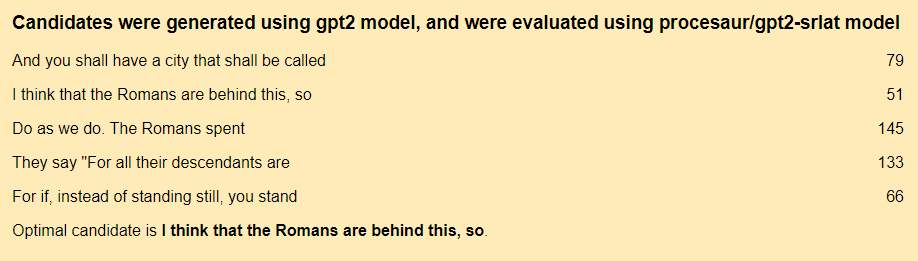 Candidates were generated using gpt2 model, and were evaluated using procesaur/gpt2-srlat model
And you shall have a city that shall be called 79
I think that the Romans are behind this, so 51
Do as we do. The Romans spent 145
They say "For all their descendants are 133
For if, instead of standing still, you stand 66
Optimal candidate is I think that the Romans are behind this, so.